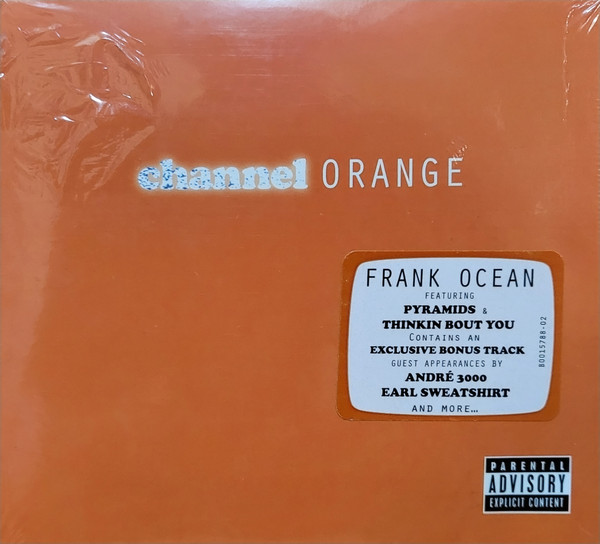 channel ORANGE
FRANK OCEAN
FEATURING
PYRAMIDS &
THINKIN BOUT YOU
CONTAINS AN
EXCLUSIVE BONUS TRACK
GUEST APPEARANCES BY
ANDRÉ 3000
EARL SWEATSHIRT
AND MORE...
B0015788-02
PARENTAL
ADVISORY
EXPLICIT CONTENT